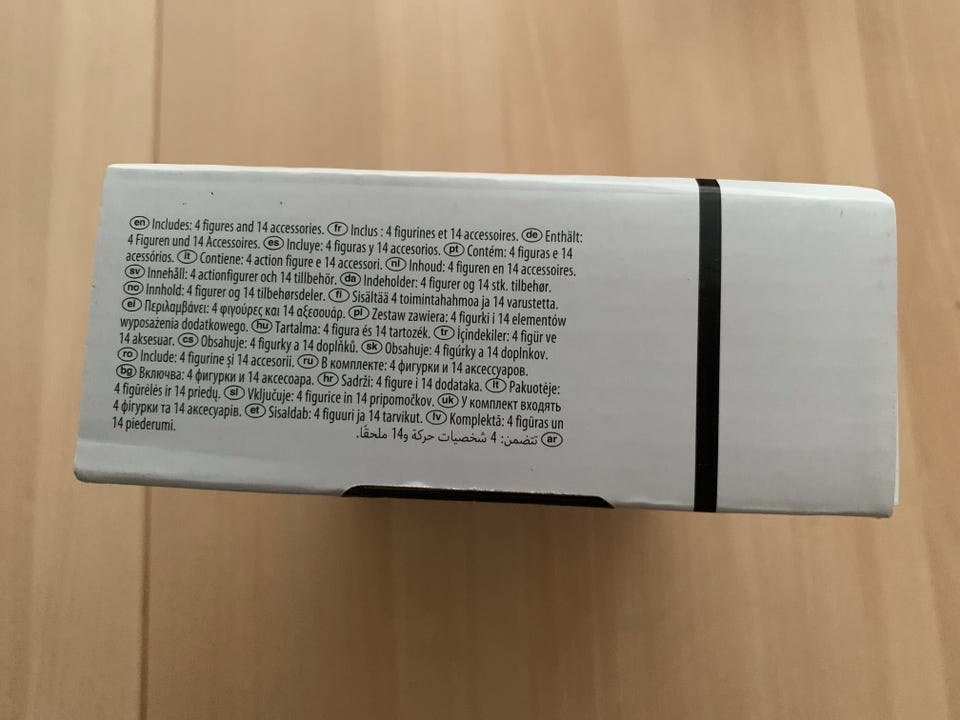 en Includes: 4 figures and 14 accessories. fr Inclus : 4 figurines et 14 accessoires. de Enthält:
4 Figuren und 14 Accessoires. es Incluye: 4 figuras y 14 accesorios. pt Contém: 4 figuras e 14
acessórios. it Contiene: 4 action figure e 14 accessori. nl Inhoud: 4 figuren en 14 accessoires.
sv Innehåll: 4 actionfigurer och 14 tillbehör. da Indeholder: 4 figurer og 14 stk. tilbehør.
no Innhold: 4 figurer og 14 tilbehørsdeler. fi Sisältää 4 toimintahahmoa ja 14 varustetta.
el Περιλαμβάνει: 4 φιγούρες και 14 αξεσουάρ. pl Zestaw zawiera: 4 figurki i 14 elementów
wyposażenia dodatkowego. hu Tartalma: 4 figura és 14 tartozék. tr İçindekiler: 4 figür ve
14 aksesuar. cs Obsahuje: 4 figurky a 14 doplňků. sk Obsahuje: 4 figúrky a 14 doplnkov.
ro Include: 4 figurine și 14 accesorii. ru В комплекте: 4 фигурки и 14 аксессуаров.
bg Включва: 4 фигурки и 14 аксесоара. hr Sadrži: 4 figure i 14 dodataka. lt Pakuotėje:
4 figūrėlės ir 14 priedų. sl Vključuje: 4 figurice in 14 pripomočkov. uk У комплект входять
4 фігурки та 14 аксесуарів. et Sisaldab: 4 figuuri ja 14 tarvikut. lv Komplektā: 4 figūras un
14 piederumi.
ar تتضمن: 4 شخصيات حركة و14 ملحقًا.